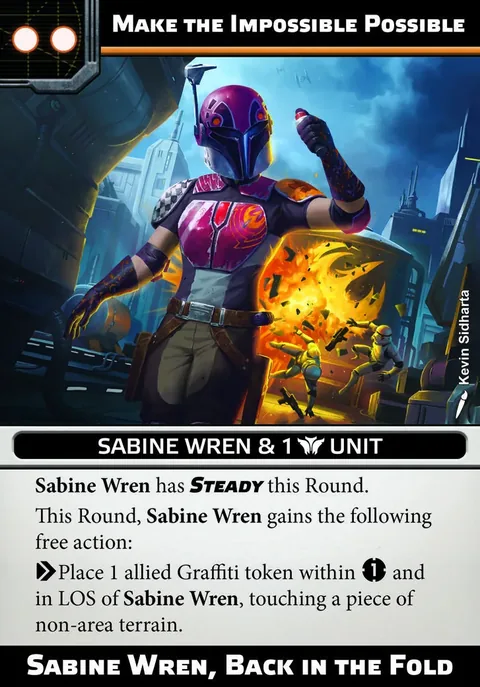 Make the Impossible Possible
Kevin Sidharta
SABINE WREN & 1 UNIT
Sabine Wren has STEADY this Round.
This Round, Sabine Wren gains the following
free action:
Place 1 allied Graffiti token within 1 and
in LOS of Sabine Wren, touching a piece of
non-area terrain.
Sabine Wren, Back in the Fold